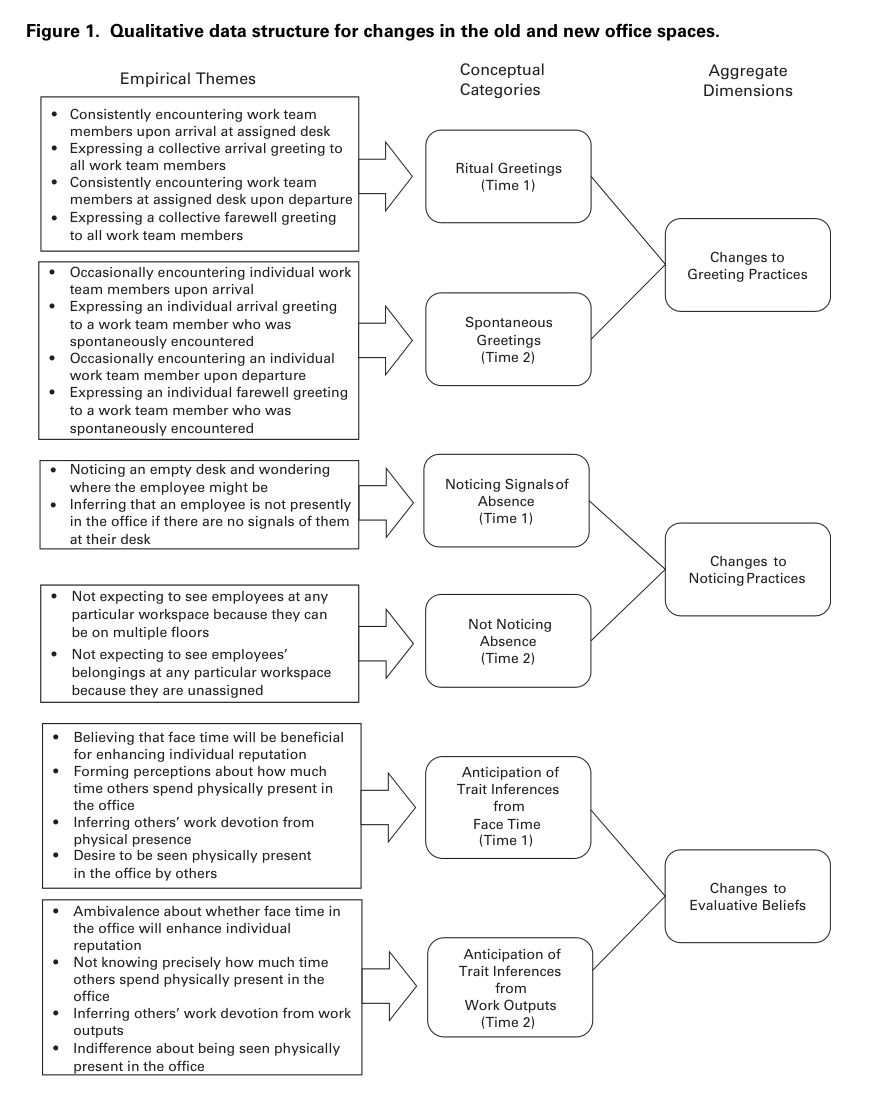 Figure 1. Qualitative data structure for changes in the old and new office spaces.
Empirical Themes
Conceptual
Categories
Aggregate
Dimensions
• Consistently encountering work team
members upon arrival at assigned desk
• Expressing a collective arrival greeting to
all work team members
• Consistently encountering work team
members at assigned desk upon departure
• Expressing a collective farewell greeting
to all work team members
Ritual Greetings
(Time 1)
• Occasionally encountering individual work
team members upon arrival
• Expressing an individual arrival greeting
to a work team member who was
spontaneously encountered
• Occasionally encountering an individual
work team member upon departure
• Expressing an individual farewell greeting
to a work team member who was
spontaneously encountered
Spontaneous
Greetings
(Time 2)
Changes to
Greeting Practices
• Noticing an empty desk and wondering
where the employee might be
• Inferring that an employee is not presently
in the office if there are no signals of them
at their desk
Noticing Signals of
Absence
(Time 1)
• Not expecting to see employees at any
particular workspace because they can
be on multiple floors
• Not expecting to see employees’
belongings at any particular workspace
because they are unassigned
Not Noticing
Absence
(Time 2)
Changes to
Noticing Practices
• Believing that face time will be beneficial
for enhancing individual reputation
• Forming perceptions about how much
time others spend physically present in
the office
• Inferring others’ work devotion from
physical presence
• Desire to be seen physically present
in the office by others
Anticipation of
Trait Inferences
from
Face Time
(Time 1)
• Ambivalence about whether face time in
the office will enhance individual
reputation
• Not knowing precisely how much time
others spend physically present in the
office
• Inferring others’ work devotion from work
outputs
• Indifference about being seen physically
present in the office
Anticipation of
Trait Inferences
from
Work Outputs
(Time 2)
Changes to
Evaluative Beliefs